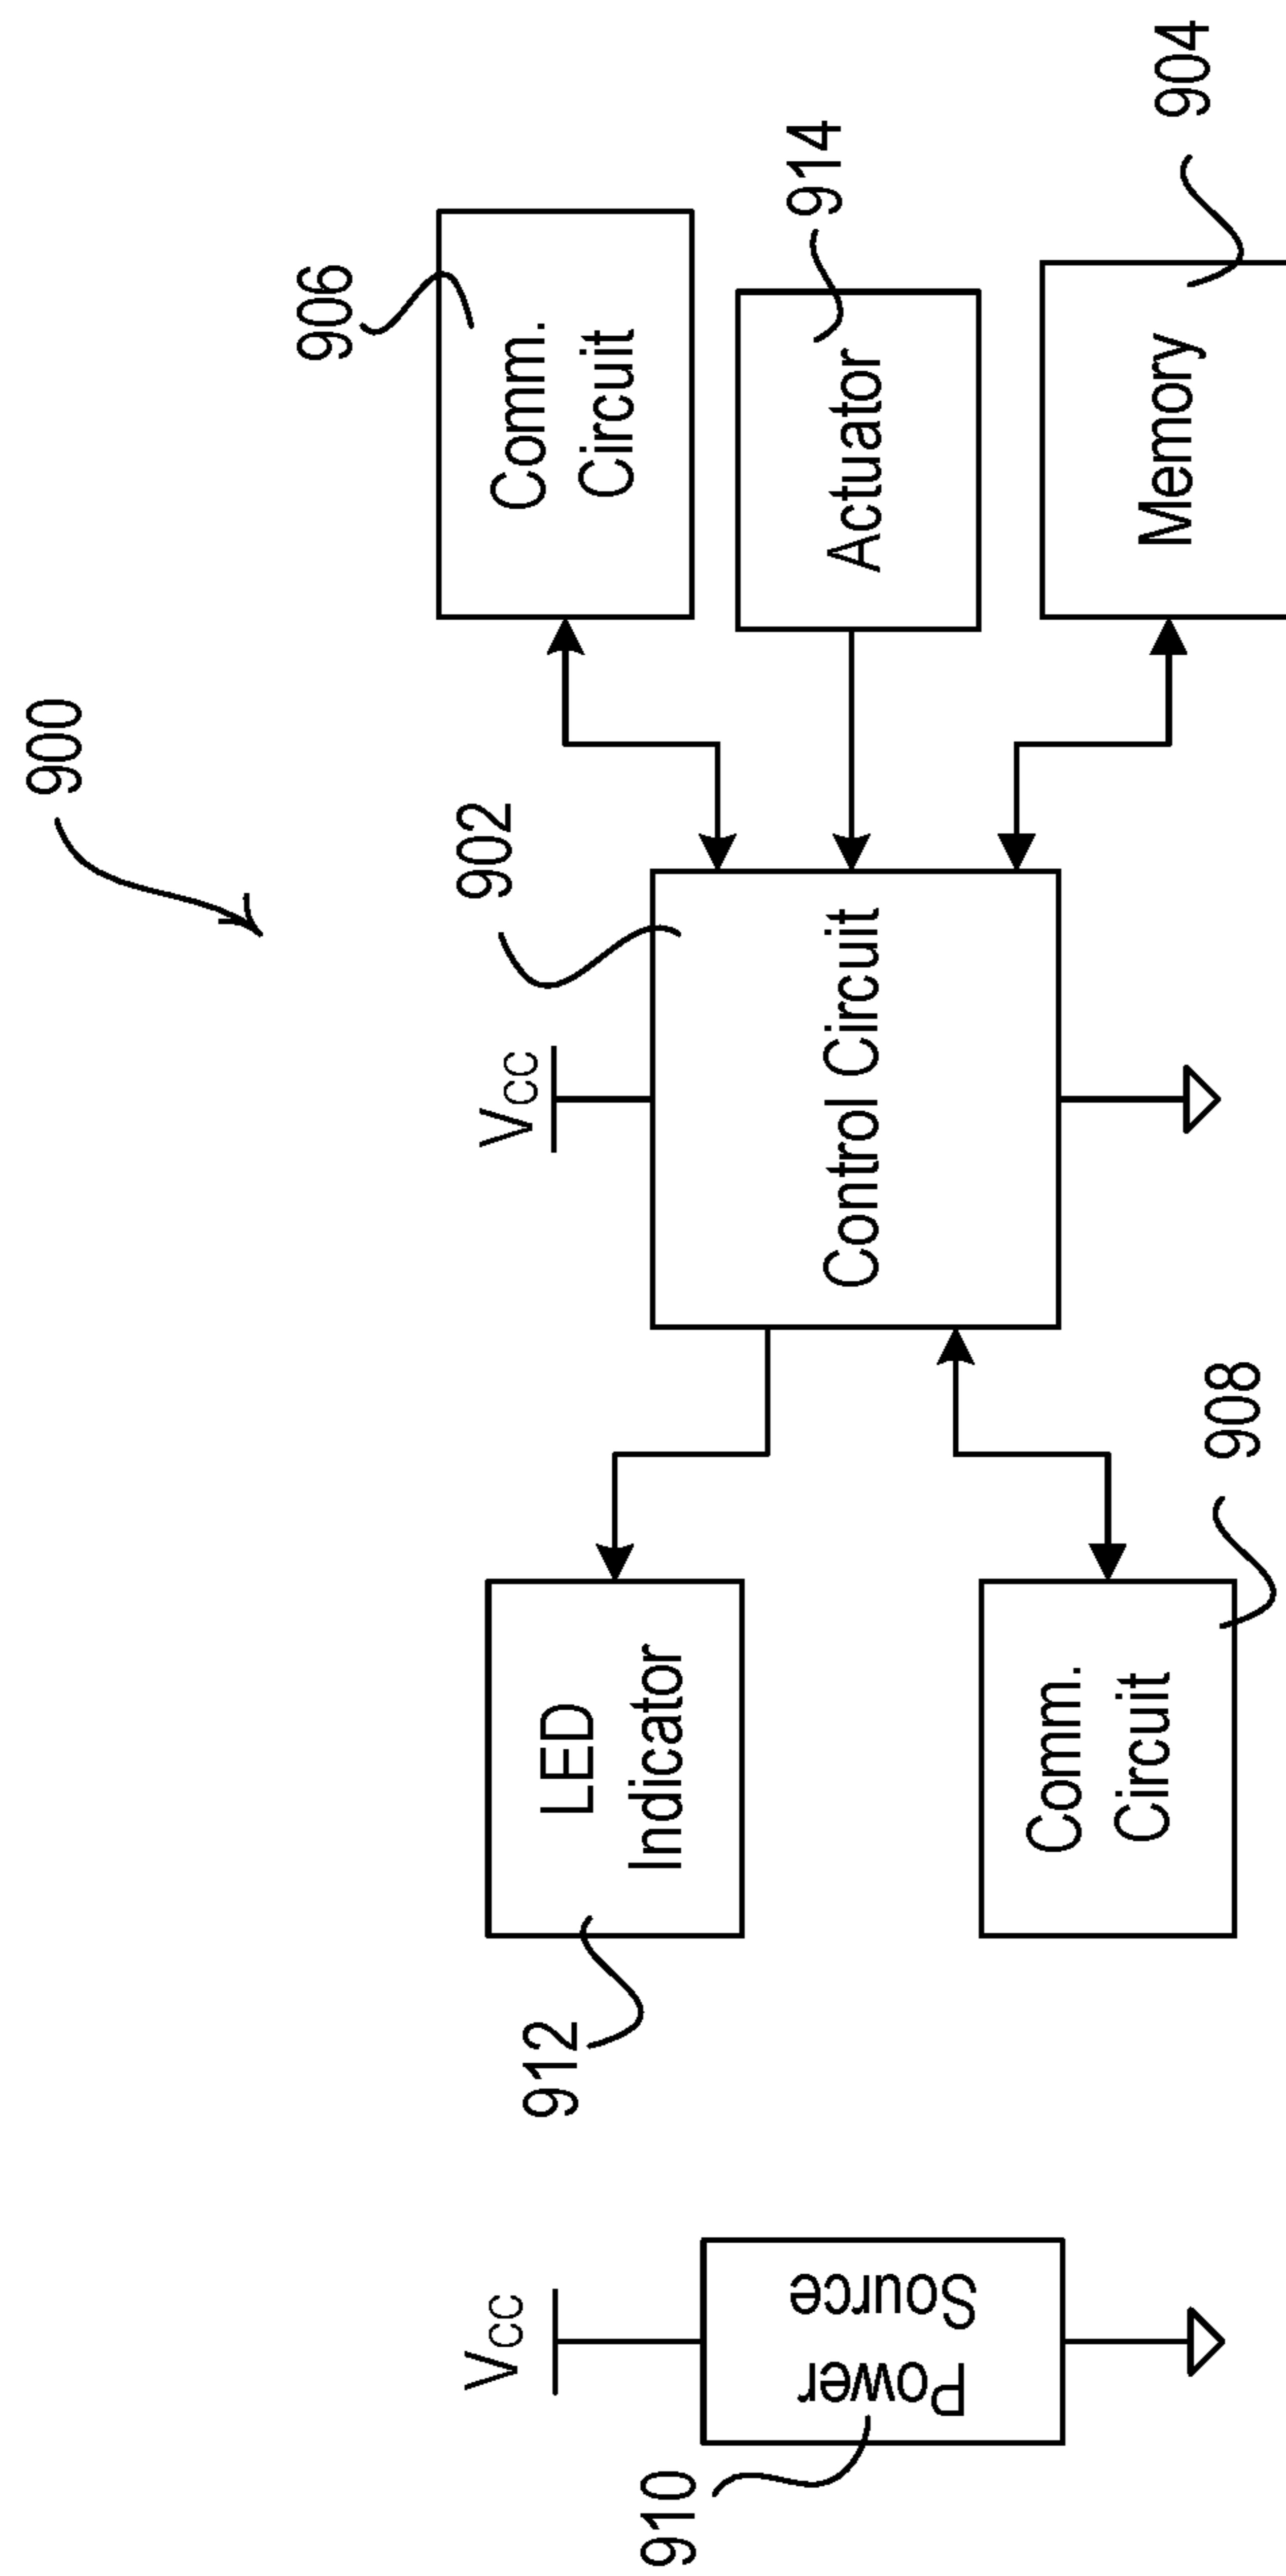 900
906
Comm.
Circuit
914
Actuator
904
Memory
902
VCC
Control Circuit
912
LED
Indicator
908
Comm.
Circuit
VCC
910
Power
Source